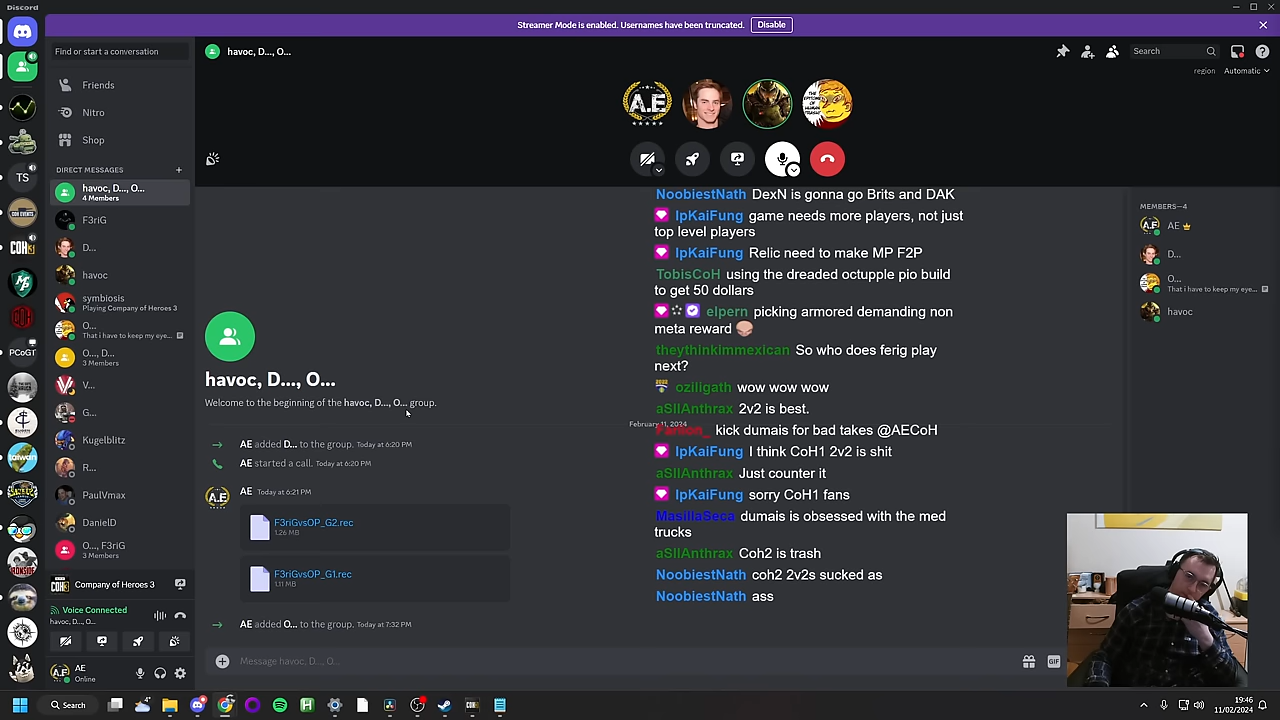 Discord
Streamer Mode is enabled. Usernames have been truncated. Disable
Find or start a conversation
havoc, D..., O...
Search
region Automatic
Friends
Nitro
Shop
DIRECT MESSAGES
havoc, D..., O...
4 Members
F3riG
D...
havoc
symbiosis
Playing Company of Heroes 3
O...
That i have to keep my eye...
O..., D...
3 Members
V...
G...
Kugelblitz
R...
PaulVmax
DanielD
O..., F3riG
3 Members
Company of Heroes 3
Voice Connected
havoc, D..., O...
AE
Online
TS
COH3
PCoGT
A.E
havoc, D..., O...
Welcome to the beginning of the havoc, D..., O... group.
February 11, 2024
AE added D... to the group. Today at 6:20 PM
AE started a call. Today at 6:20 PM
AE Today at 6:21 PM
F3riGvsOP_G2.rec
1.26 MB
F3riGvsOP_G1.rec
1.11 MB
AE added O... to the group. Today at 7:32 PM
Message havoc, D..., O...
GIF
NoobiestNath DexN is gonna go Brits and DAK
IpKaiFung game needs more players, not just
top level players
IpKaiFung Relic need to make MP F2P
TobisCoH using the dreaded octupple pio build
to get 50 dollars
elpern picking armored demanding non
meta reward
theythinkimmexican So who does ferig play
next?
oziligath wow wow wow
aSIIAnthrax 2v2 is best.
kick dumais for bad takes @AECoH
IpKaiFung I think CoH1 2v2 is shit
aSIIAnthrax Just counter it
IpKaiFung sorry CoH1 fans
MasillaSeca dumais is obsessed with the med
trucks
aSIIAnthrax Coh2 is trash
NoobiestNath coh2 2v2s sucked as
NoobiestNath ass
MEMBERS—4
AE
D...
O...
That i have to keep my eye...
havoc
Search
19:46
11/02/2024